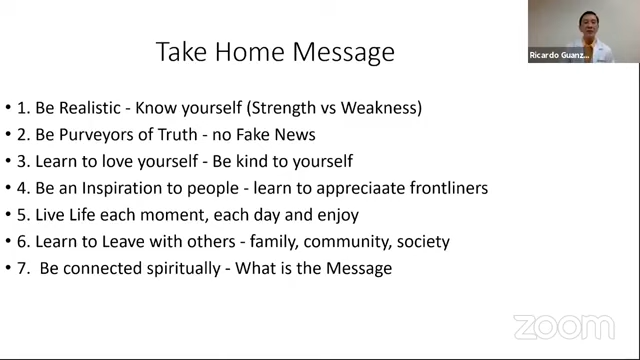 Take Home Message
Ricardo Guanz...
• 1. Be Realistic - Know yourself (Strength vs Weakness)
• 2. Be Purveyors of Truth - no Fake News
• 3. Learn to love yourself - Be kind to yourself
• 4. Be an Inspiration to people - learn to appreciaate frontliners
• 5. Live Life each moment, each day and enjoy
• 6. Learn to Leave with others - family, community, society
• 7. Be connected spiritually - What is the Message
zoom